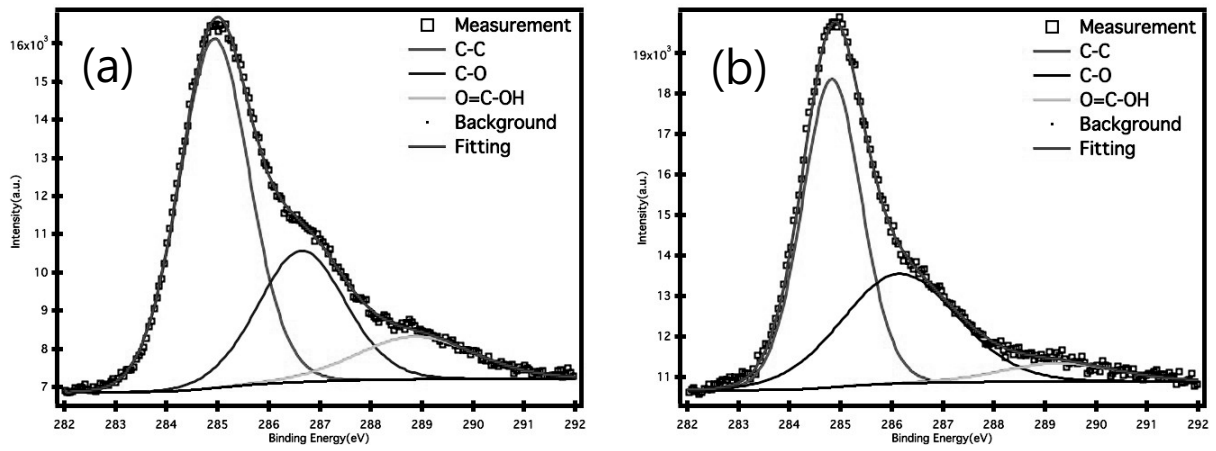 (a)
Measurement
C-C
C-O
O=C-OH
Background
Fitting
Intensity(a.u.)
16x10³
15
14
13
12
11
10
9
8
7
282 283 284 285 286 287 288 289 290 291 292
Binding Energy(eV)
(b)
Measurement
C-C
C-O
O=C-OH
Background
Fitting
Intensity(a.u.)
19x10³
18
17
16
15
14
13
12
11
282 283 284 285 286 287 288 289 290 291 292
Binding Energy(eV)